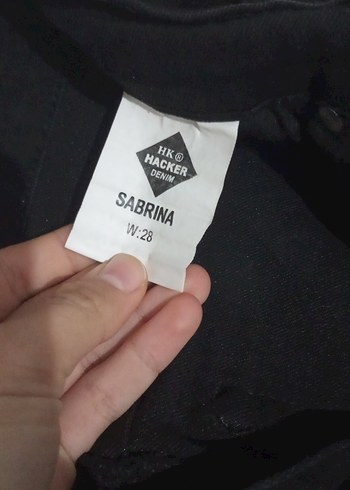 HK®
HACKER
DENIM
SABRINA
W:28